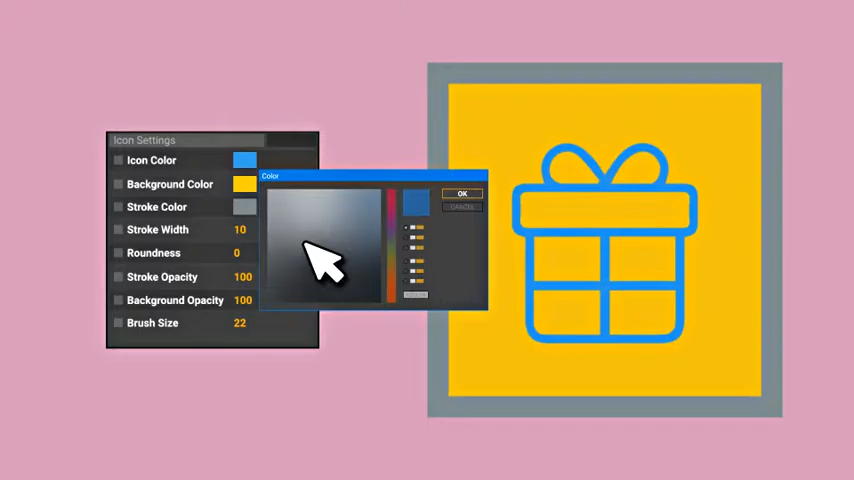 Icon Settings
Icon Color
Background Color
Stroke Color
Stroke Width 10
Roundness 0
Stroke Opacity 100
Background Opacity 100
Brush Size 22
Color
OK
CANCEL